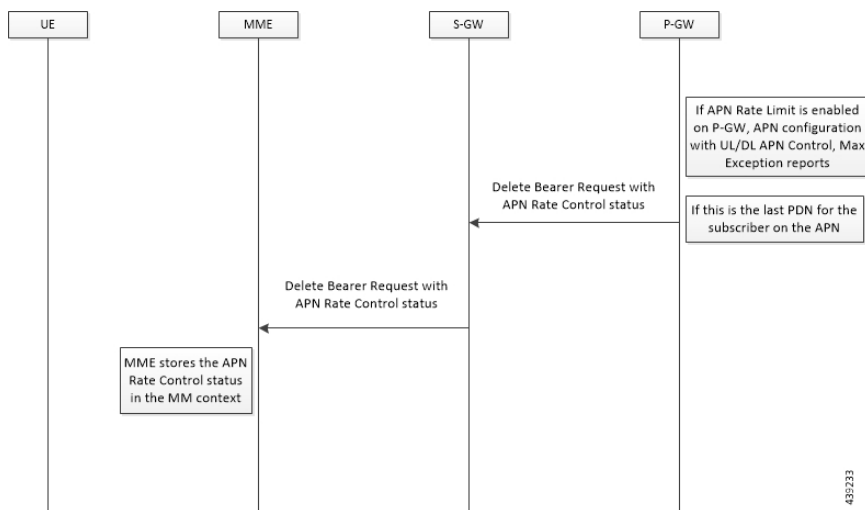 UE
MME
S-GW
P-GW
If APN Rate Limit is enabled
on P-GW, APN configuration
with UL/DL APN Control, Max
Exception reports
Delete Bearer Request with
APN Rate Control status
If this is the last PDN for the
subscriber on the APN
Delete Bearer Request with
APN Rate Control status
MME stores the APN
Rate Control status
in the MM context
439233